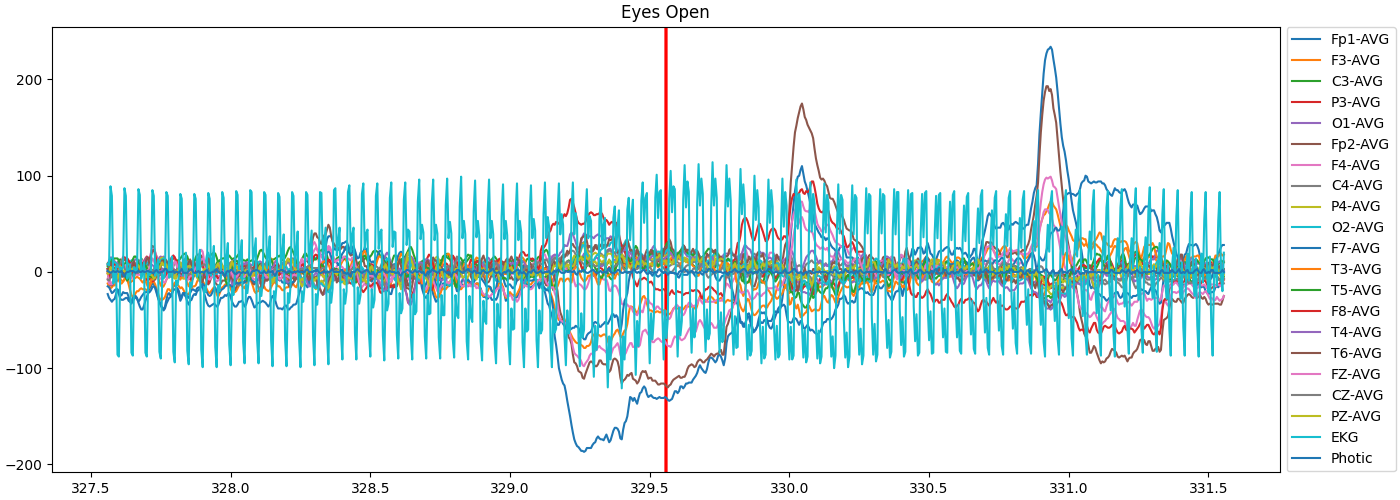 Eyes Open
200
100
0
−100
−200
327.5 328.0 328.5 329.0 329.5 330.0 330.5 331.0 331.5
Fp1-AVG
F3-AVG
C3-AVG
P3-AVG
O1-AVG
Fp2-AVG
F4-AVG
C4-AVG
P4-AVG
O2-AVG
F7-AVG
T3-AVG
T5-AVG
F8-AVG
T4-AVG
T6-AVG
FZ-AVG
CZ-AVG
PZ-AVG
EKG
Photic